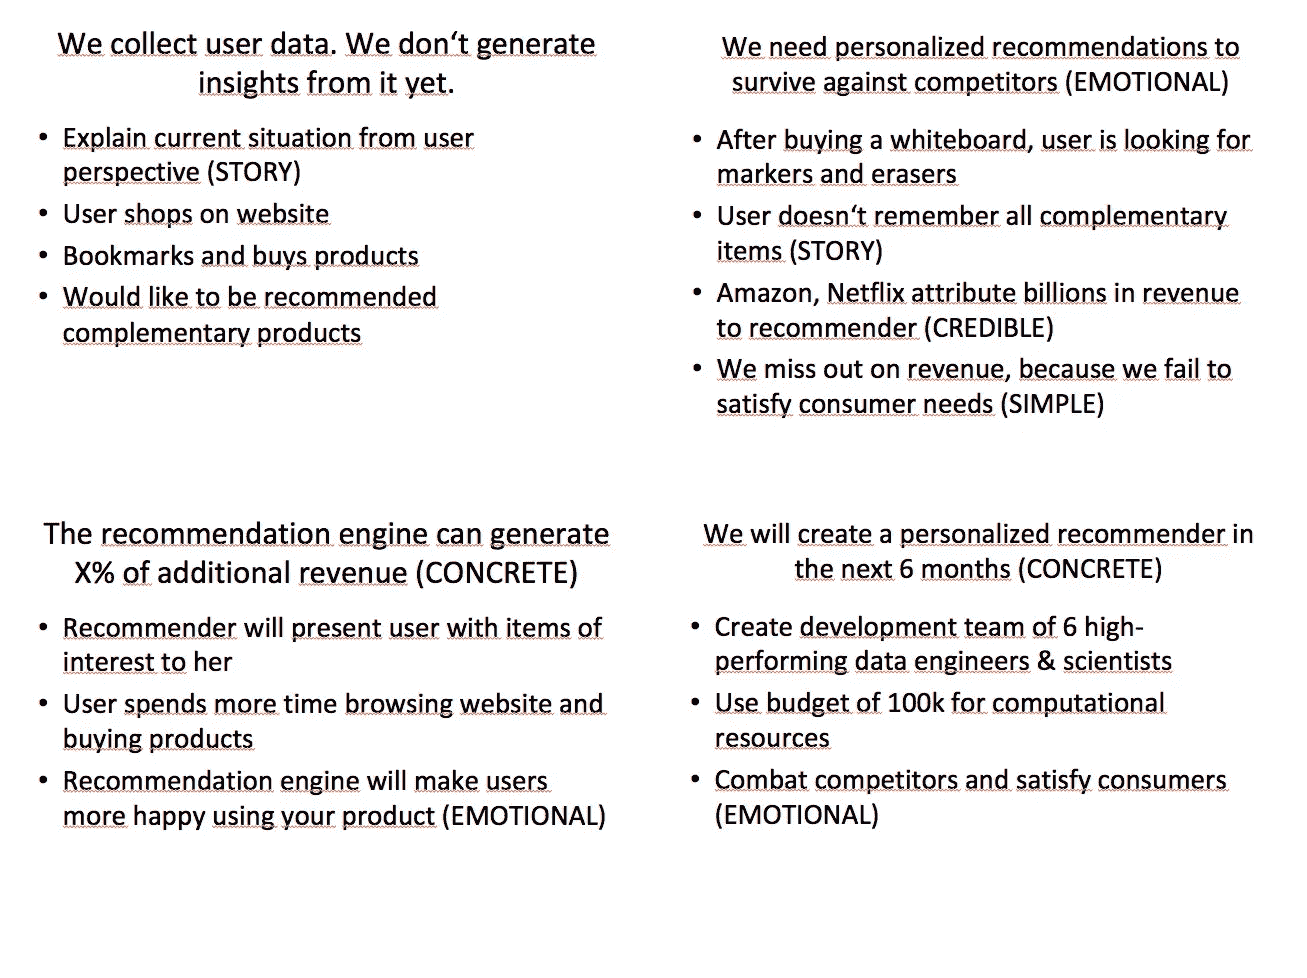 We collect user data. We don‘t generate
insights from it yet.
• Explain current situation from user
perspective (STORY)
• User shops on website
• Bookmarks and buys products
• Would like to be recommended
complementary products
We need personalized recommendations to
survive against competitors (EMOTIONAL)
• After buying a whiteboard, user is looking for
markers and erasers
• User doesn‘t remember all complementary
items (STORY)
• Amazon, Netflix attribute billions in revenue
to recommender (CREDIBLE)
• We miss out on revenue, because we fail to
satisfy consumer needs (SIMPLE)
The recommendation engine can generate
X% of additional revenue (CONCRETE)
• Recommender will present user with items of
interest to her
• User spends more time browsing website and
buying products
• Recommendation engine will make users
more happy using your product (EMOTIONAL)
We will create a personalized recommender in
the next 6 months (CONCRETE)
• Create development team of 6 high-
performing data engineers & scientists
• Use budget of 100k for computational
resources
• Combat competitors and satisfy consumers
(EMOTIONAL)